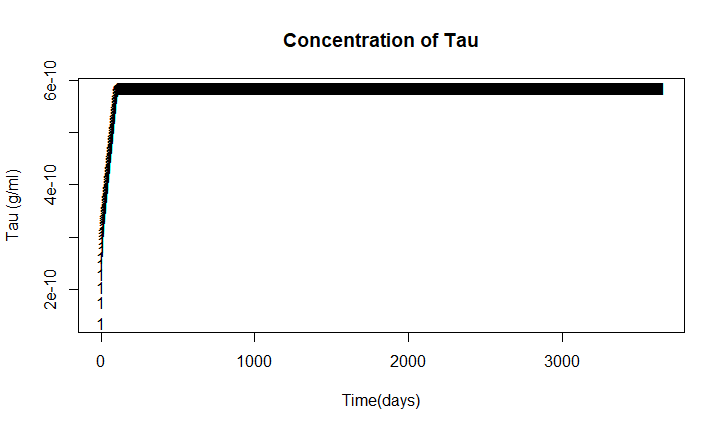 Concentration of Tau
Tau (g/ml)
6e-10
4e-10
2e-10
1
1
1
0
1000
2000
3000
Time(days)